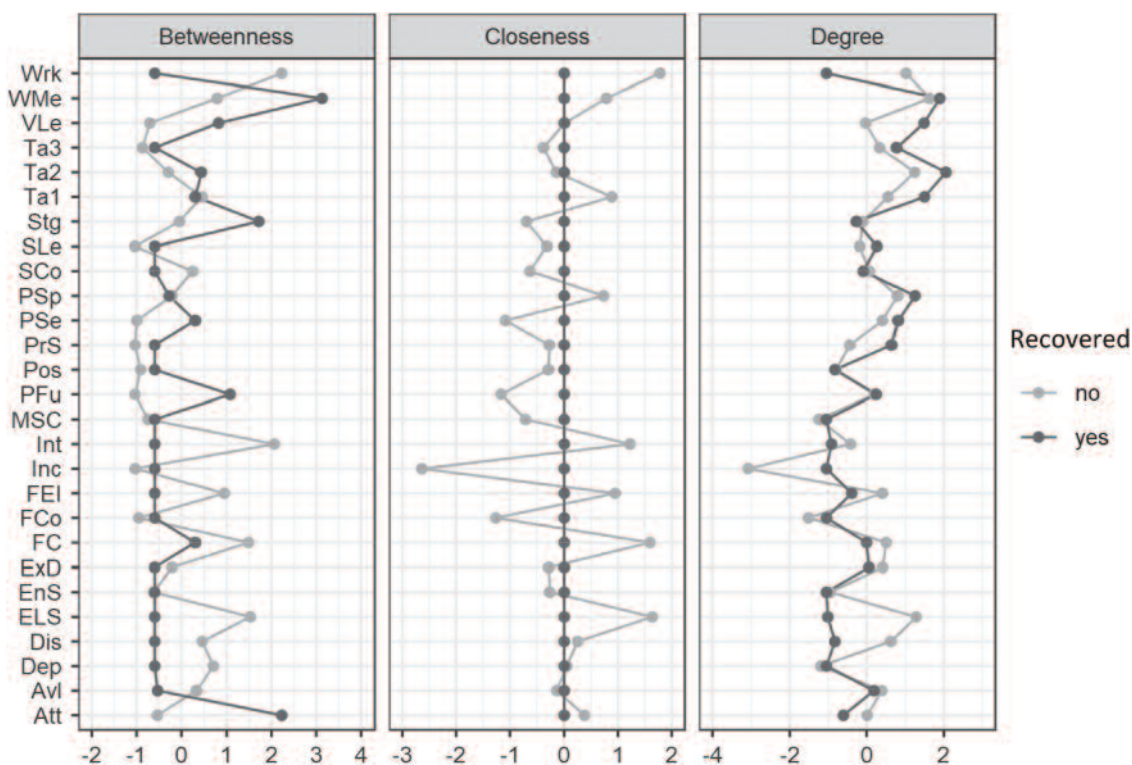 Betweenness Closeness Degree
Wrk
WMe
VLe
Ta3
Ta2
Ta1
Stg
SLe
SCo
PSp
PSe
PrS
Pos
PFu
MSC
Int
Inc
FEI
FCo
FC
ExD
EnS
ELS
Dis
Dep
AvI
Att
Recovered
no
yes
-2 -1 0 1 2 3 4 -3 -2 -1 0 1 2 -4 -2 0 2